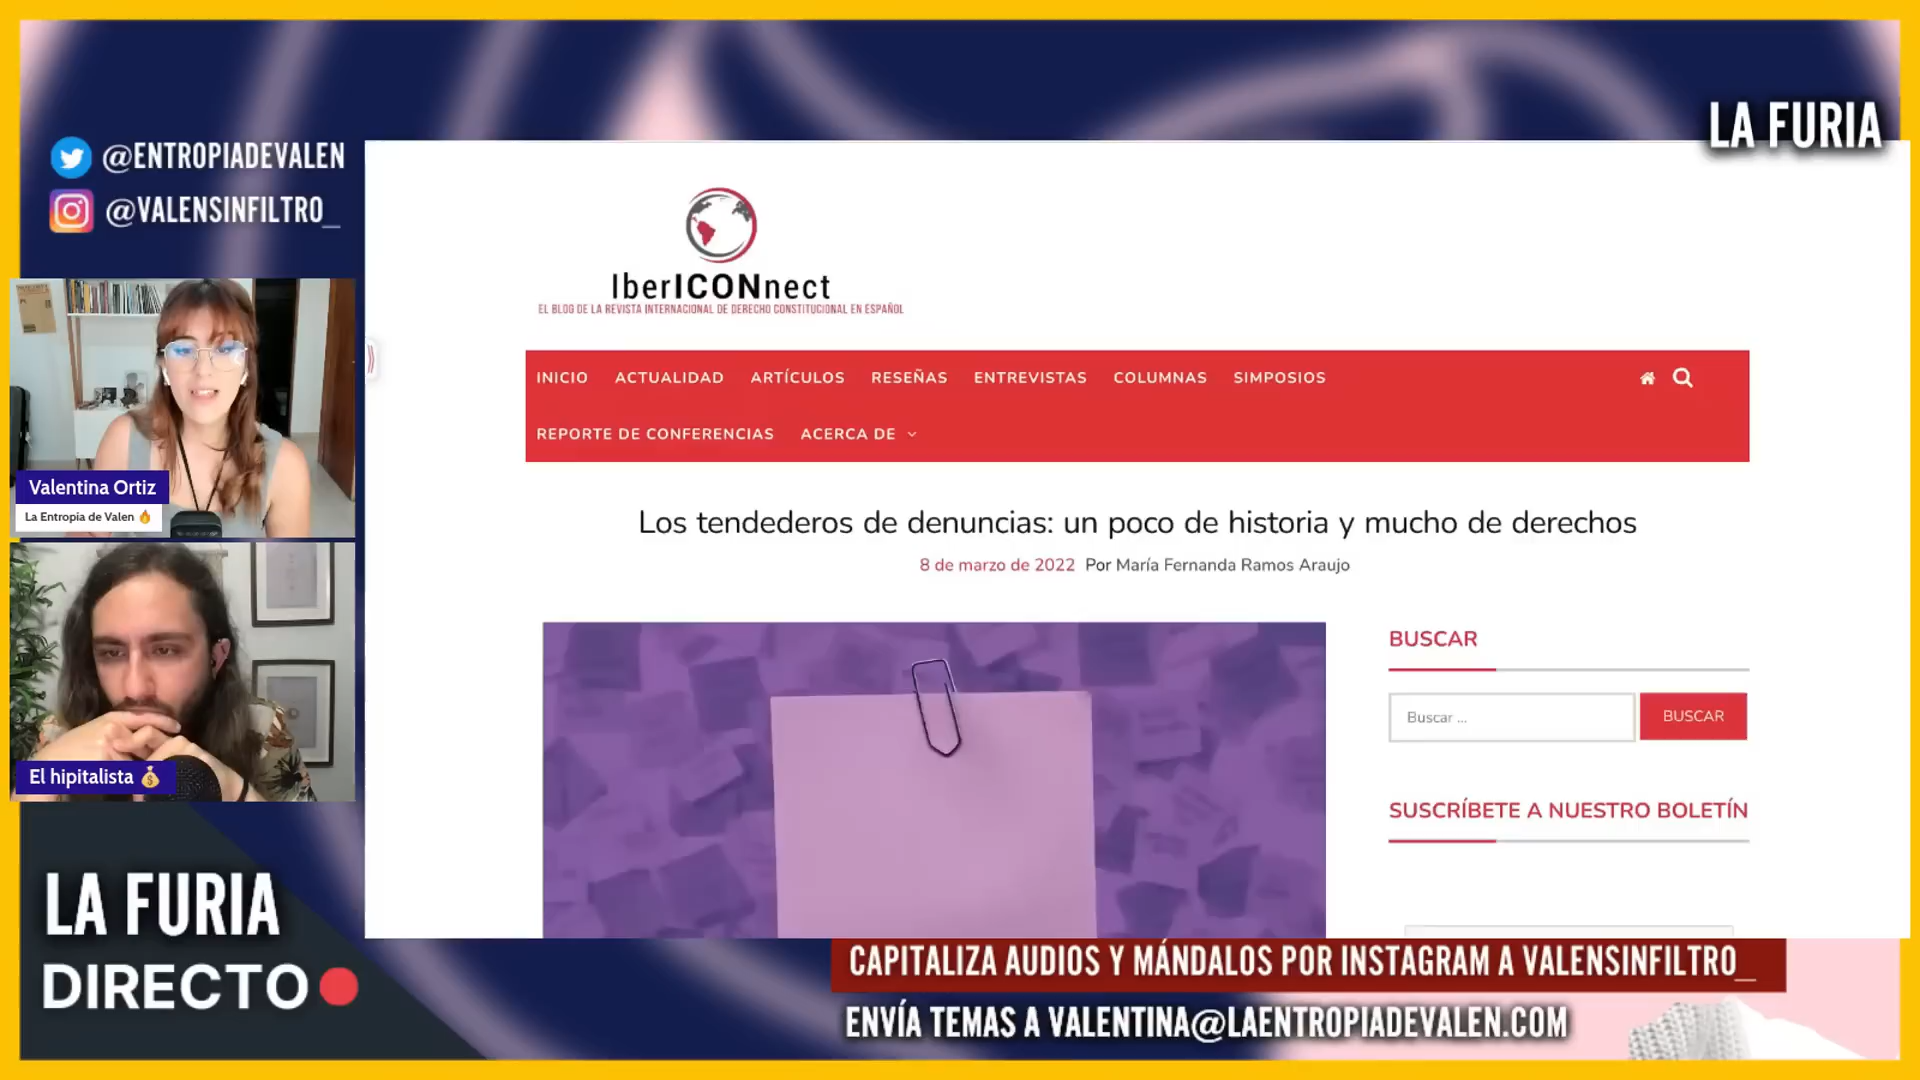 LA FURIA
@ENTROPIADEVALEN
@VALENSINFILTRO_
IberICONnect
EL BLOG DE LA REVISTA INTERNACIONAL DE DERECHO CONSTITUCIONAL EN ESPAÑOL
INICIO ACTUALIDAD ARTÍCULOS RESEÑAS ENTREVISTAS COLUMNAS SIMPOSIOS
REPORTE DE CONFERENCIAS ACERCA DE
Valentina Ortiz
La Entropia de Valen 🔥
Los tendederos de denuncias: un poco de historia y mucho de derechos
8 de marzo de 2022 Por María Fernanda Ramos Araujo
BUSCAR
Buscar ... BUSCAR
El hipitalista 💰
SUSCRÍBETE A NUESTRO BOLETÍN
LA FURIA
DIRECTO
CAPITALIZA AUDIOS Y MÁNDALOS POR INSTAGRAM A VALENSINFILTRO_
ENVÍA TEMAS A VALENTINA@LAENTROPIADEVALEN.COM